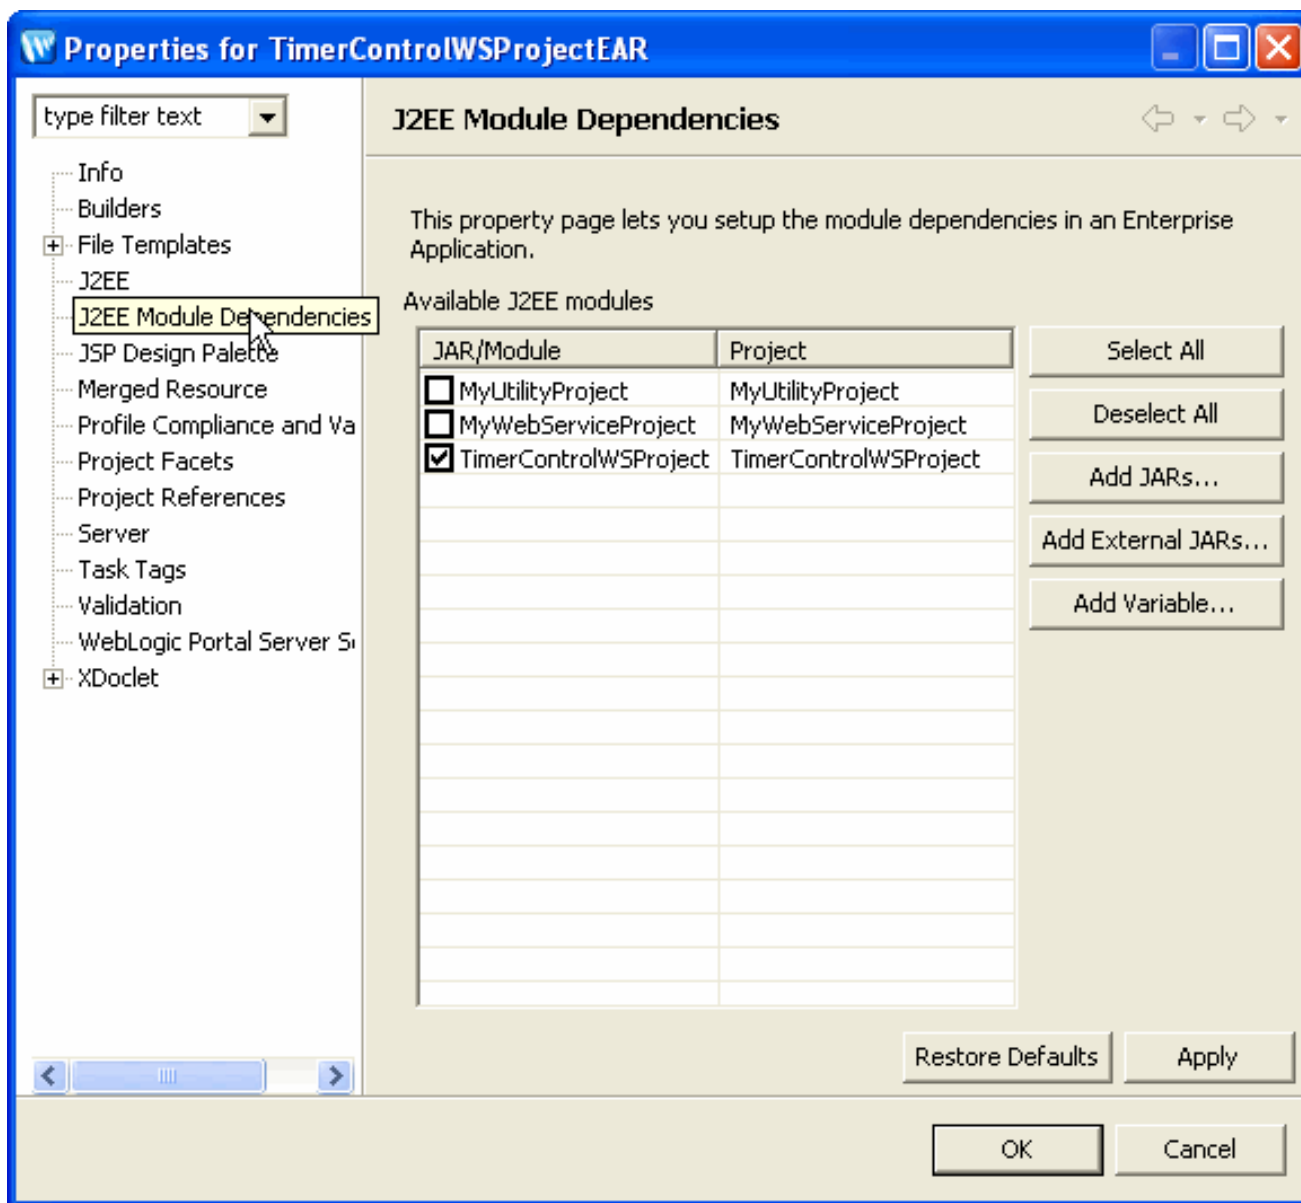 Properties for TimerControlWSProjectEAR
type filter text
Info
Builders
File Templates
J2EE
J2EE Module Dependencies
JSP Design Palette
Merged Resource
Profile Compliance and Va
Project Facets
Project References
Server
Task Tags
Validation
WebLogic Portal Server S
XDoclet
J2EE Module Dependencies
This property page lets you setup the module dependencies in an Enterprise
Application.
Available J2EE modules
JAR/Module Project
MyUtilityProject MyUtilityProject
MyWebServiceProject MyWebServiceProject
TimerControlWSProject TimerControlWSProject
Select All
Deselect All
Add JARs...
Add External JARs...
Add Variable...
Restore Defaults Apply
OK Cancel